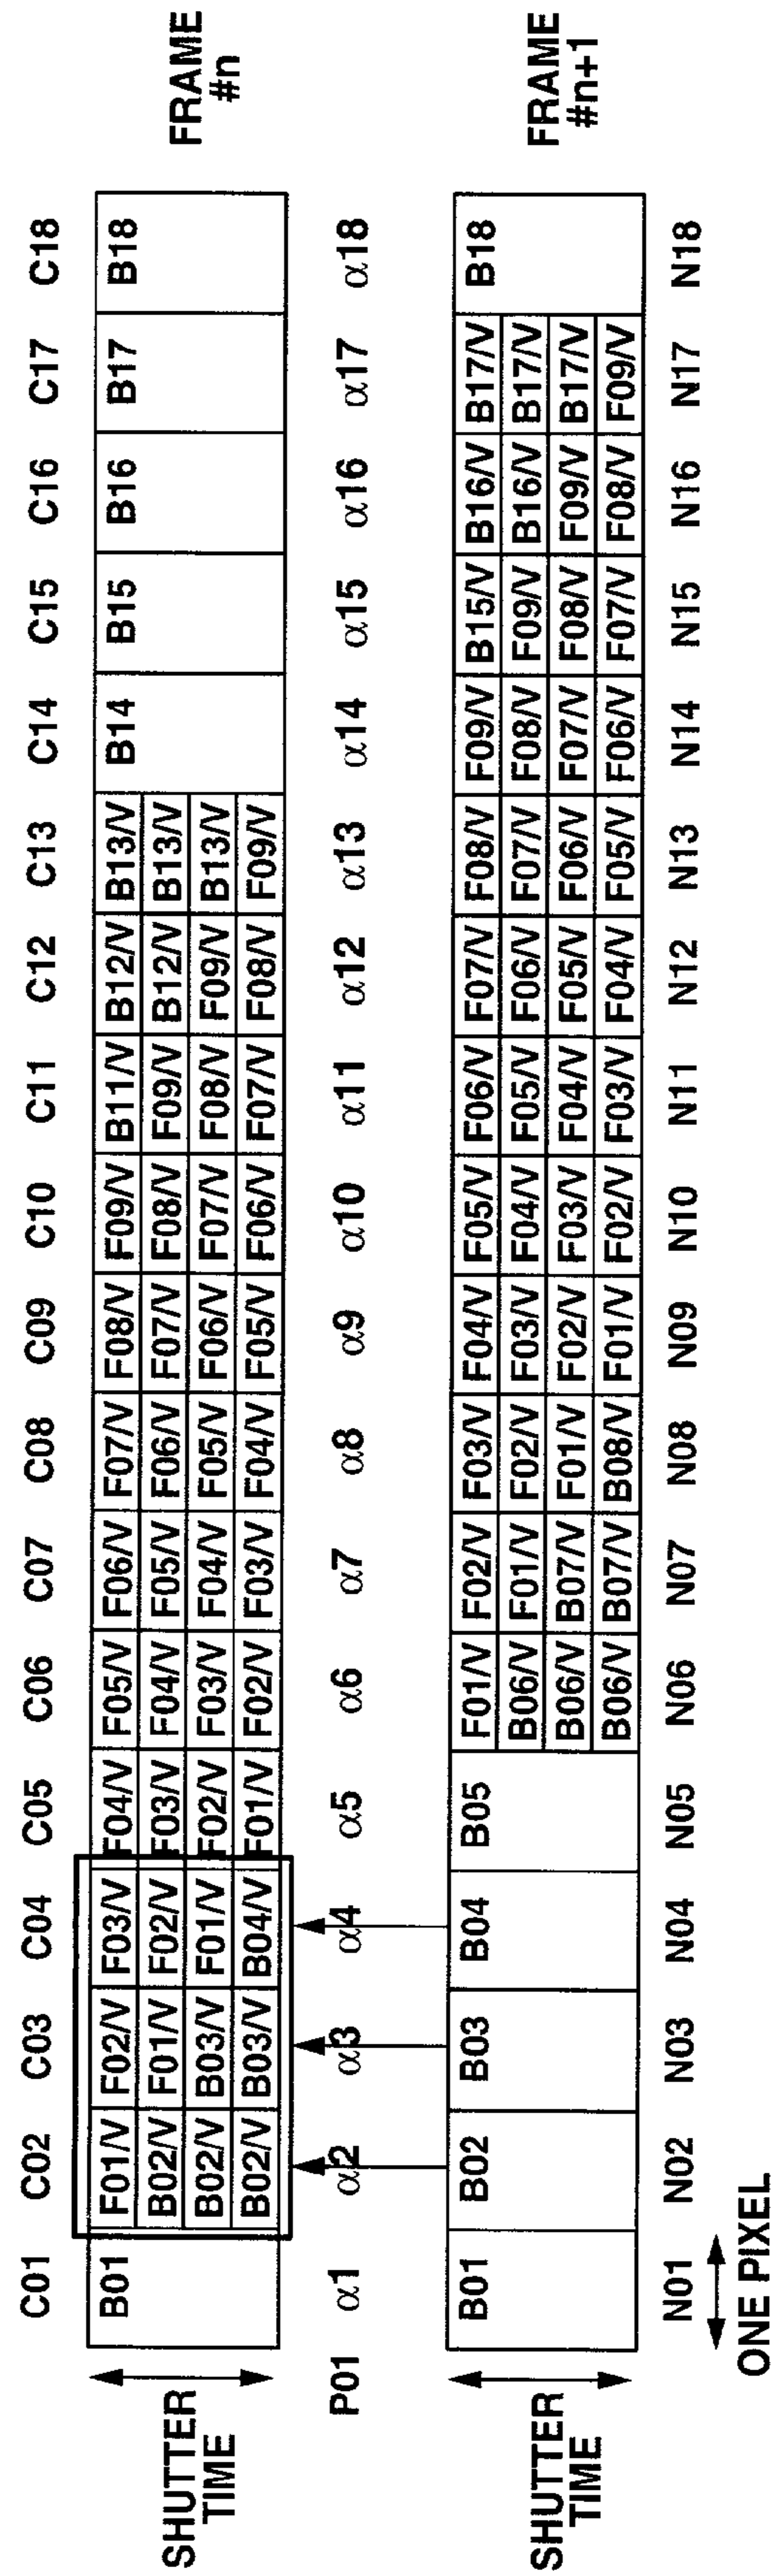 C01 C02 C03 C04 C05 C06 C07 C08 C09 C10 C11 C12 C13 C14 C15 C16 C17 C18
B01 F01/V F02/V F03/V F04/V F05/V F06/V F07/V F08/V F09/V B11/V B12/V B13/V B14 B15 B16 B17 B18
B02/V F01/V F02/V F03/V F04/V F05/V F06/V F07/V F08/V F09/V B12/V B13/V
B02/V B03/V F01/V F02/V F03/V F04/V F05/V F06/V F07/V F08/V F09/V B13/V
B02/V B03/V B04/V F01/V F02/V F03/V F04/V F05/V F06/V F07/V F08/V F09/V
SHUTTER
TIME
FRAME
#n
P01 α1 α2 α3 α4 α5 α6 α7 α8 α9 α10 α11 α12 α13 α14 α15 α16 α17 α18
B01 B02 B03 B04 B05 F01/V F02/V F03/V F04/V F05/V F06/V F07/V F08/V F09/V B15/V B16/V B17/V B18
B06/V F01/V F02/V F03/V F04/V F05/V F06/V F07/V F08/V F09/V B16/V B17/V
B06/V B07/V F01/V F02/V F03/V F04/V F05/V F06/V F07/V F08/V F09/V B17/V
B06/V B07/V B08/V F01/V F02/V F03/V F04/V F05/V F06/V F07/V F08/V F09/V
SHUTTER
TIME
FRAME
#n+1
N01 N02 N03 N04 N05 N06 N07 N08 N09 N10 N11 N12 N13 N14 N15 N16 N17 N18
ONE PIXEL